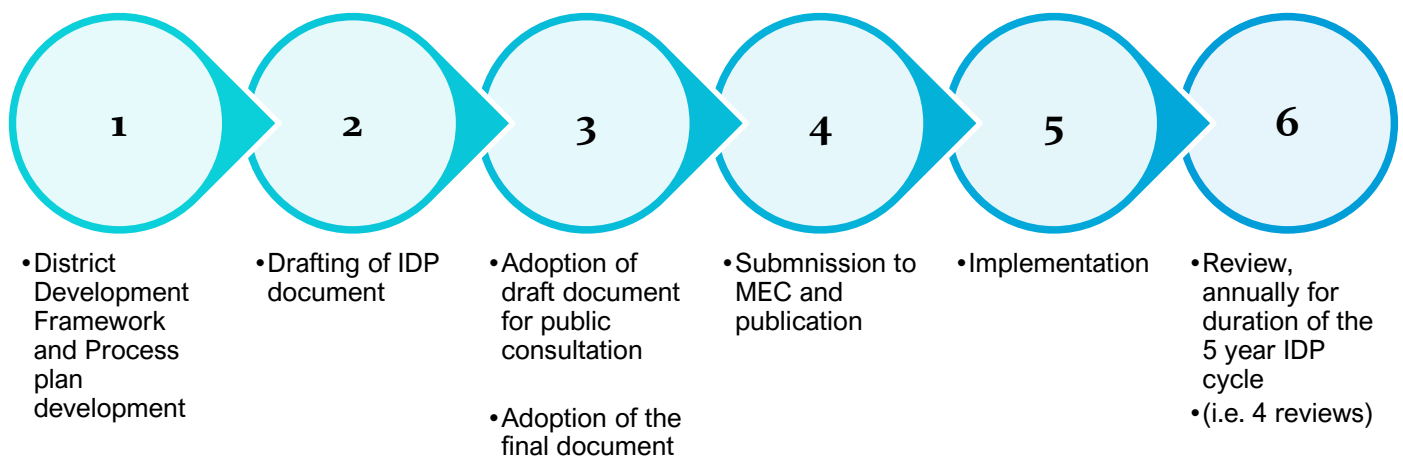 1
2
3
4
5
6
•District
Development
Framework
and Process
plan
development
•Drafting of IDP
document
•Adoption of
draft document
for public
consultation
•Adoption of the
final document
•Submnission to
MEC and
publication
•Implementation
•Review,
annually for
duration of the
5 year IDP
cycle
•(i.e. 4 reviews)